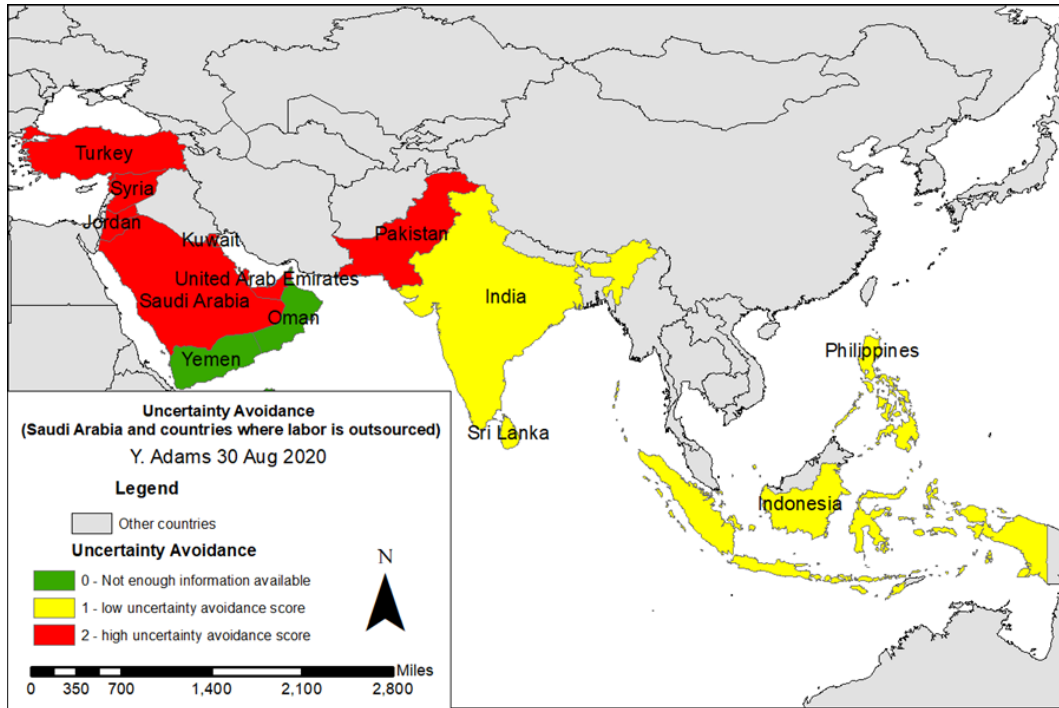 Turkey
Syria
Jordan
Kuwait
Pakistan
United Arab Emirates
Saudi Arabia
Oman
India
Yemen
Philippines
Sri Lanka
Indonesia
Uncertainty Avoidance
(Saudi Arabia and countries where labor is outsourced)
Y. Adams 30 Aug 2020
Legend
Other countries
Uncertainty Avoidance
N
0 - Not enough information available
1 - low uncertainty avoidance score
2 - high uncertainty avoidance score
Miles
0 350 700 1,400 2,100 2,800